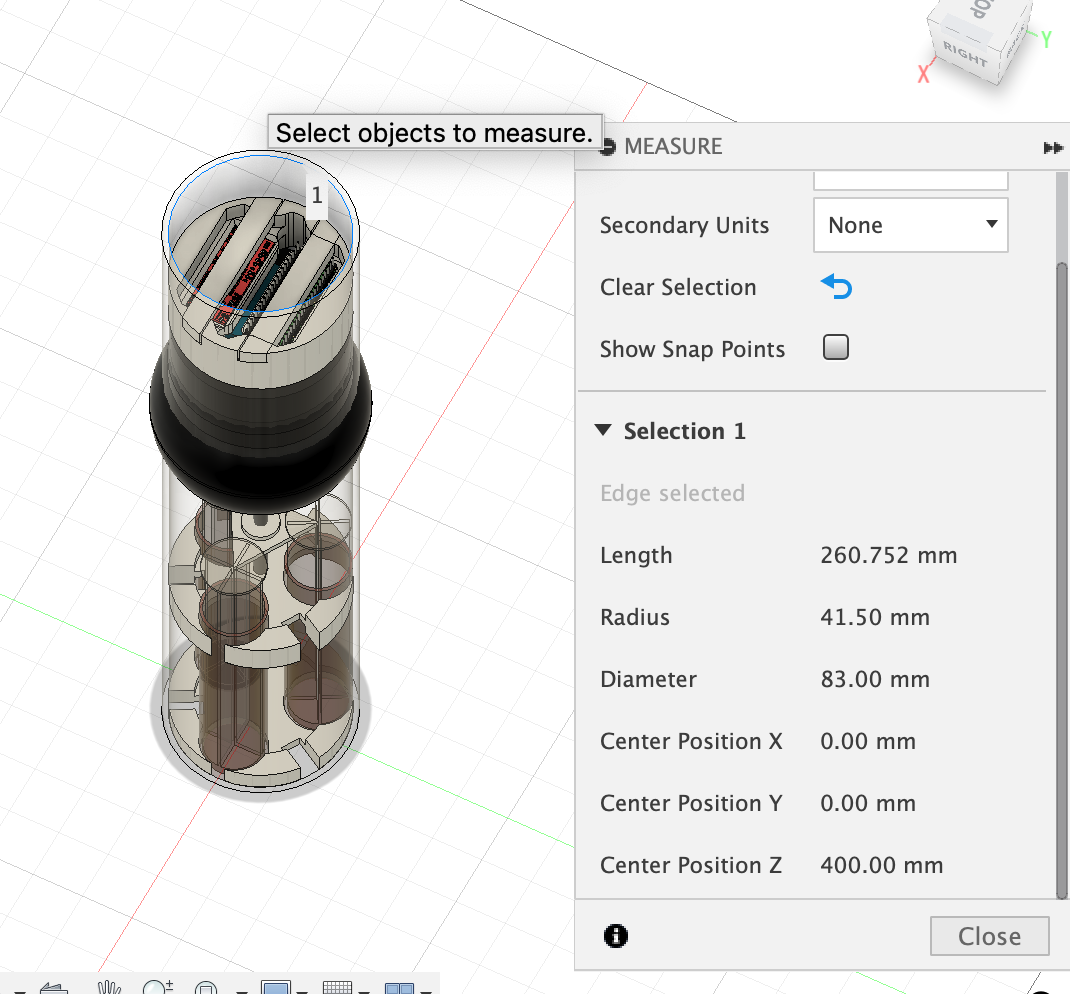 TOP
RIGHT
Y
X
Select objects to measure.
MEASURE
1
Secondary Units None
Clear Selection
Show Snap Points
Selection 1
Edge selected
Length 260.752 mm
Radius 41.50 mm
Diameter 83.00 mm
Center Position X 0.00 mm
Center Position Y 0.00 mm
Center Position Z 400.00 mm
Close